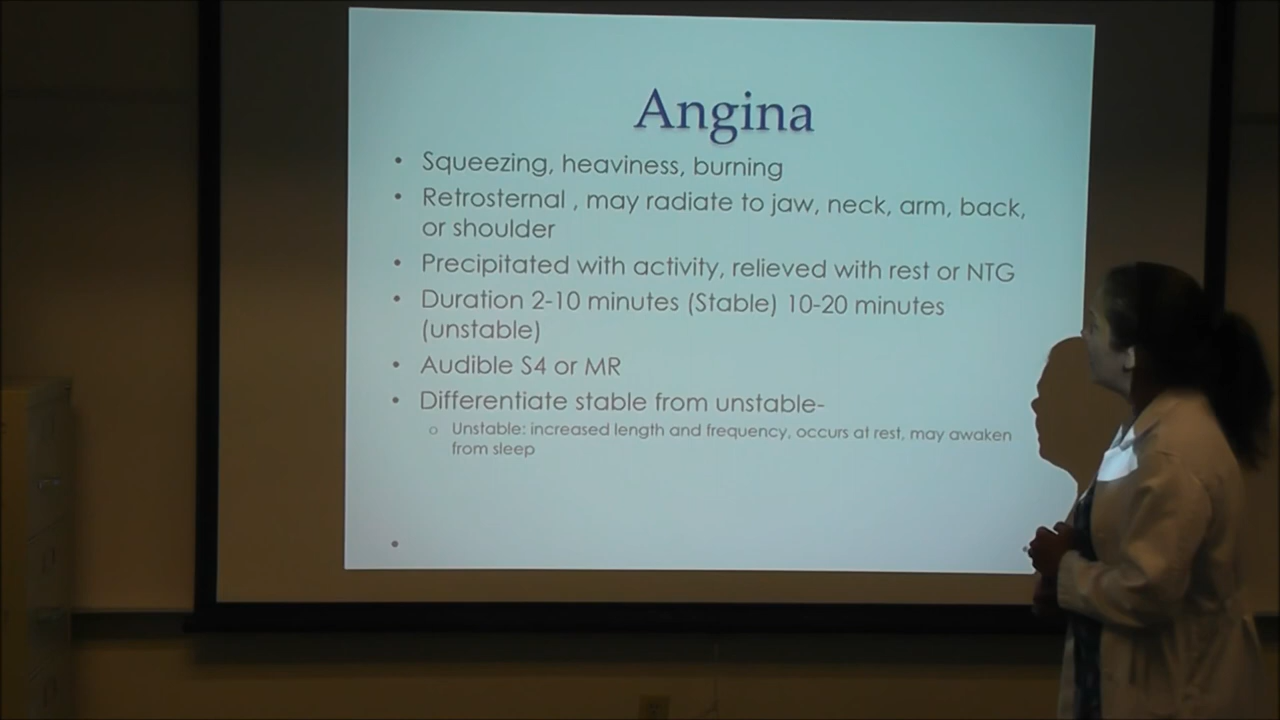 Angina
• Squeezing, heaviness, burning
• Retrosternal , may radiate to jaw, neck, arm, back,
or shoulder
• Precipitated with activity, relieved with rest or NTG
• Duration 2-10 minutes (Stable) 10-20 minutes
(unstable)
• Audible S4 or MR
• Differentiate stable from unstable-
o Unstable: increased length and frequency, occurs at rest, may awaken
from sleep
•